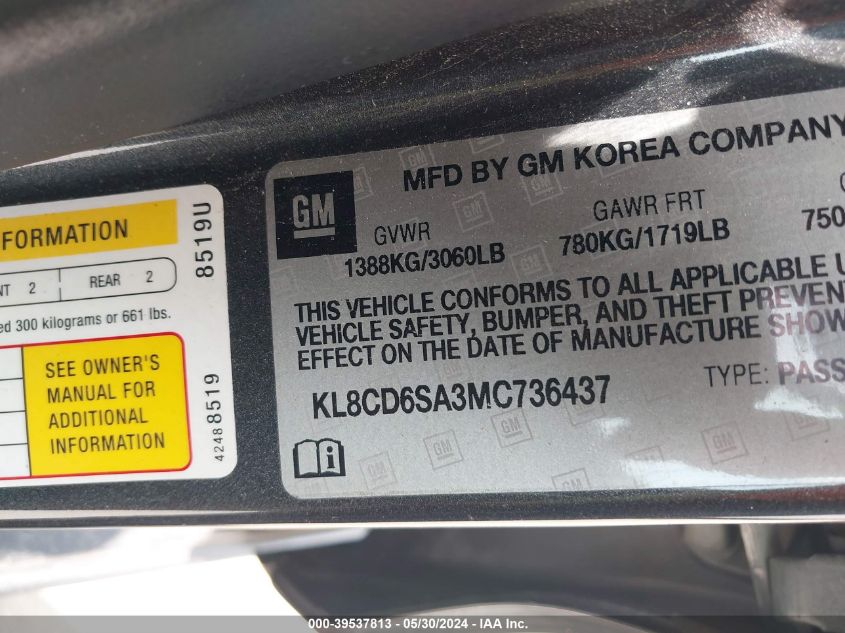 FORMATION
NT 2 REAR 2
ed 300 kilograms or 661 lbs.
SEE OWNER'S
MANUAL FOR
ADDITIONAL
INFORMATION
8519U
42488519
GM
MFD BY GM KOREA COMPANY
GVWR GAWR FRT
1388KG/3060LB 780KG/1719LB 750
THIS VEHICLE CONFORMS TO ALL APPLICABLE U
VEHICLE SAFETY, BUMPER, AND THEFT PREVEN
EFFECT ON THE DATE OF MANUFACTURE SHOW
KL8CD6SA3MC736437 TYPE: PASS
000-39537813 - 05/30/2024 - IAA Inc.